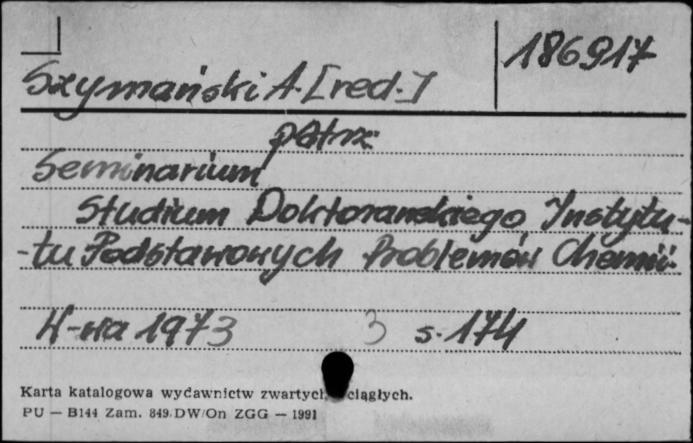 186917
Szymański A. [red.]
patrz:
Seminarium
Studium Doktoranckiego Instytu-
-tu Podstawowych Problemów Chemii.
W-wa 1973 3 s. 174
Karta katalogowa wydawnictw zwartych ciągłych.
PU — B144 Zam. 849/DW/On ZGG — 1991